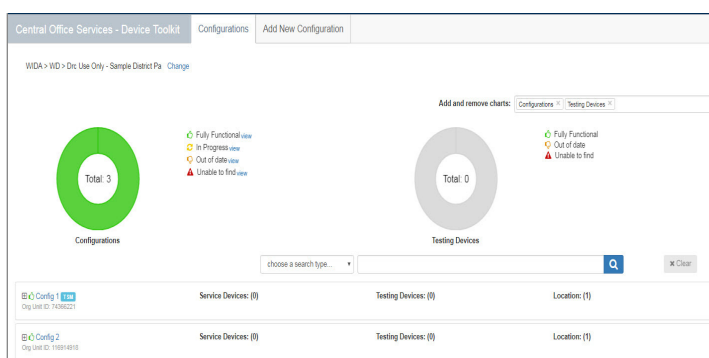 Central Office Services - Device Toolkit Configurations Add New Configuration
WIDA > WD > Drc Use Only - Sample District Pa Change
Add and remove charts: Configurations × Testing Devices ×
Fully Functional view
In Progress view
Out of date view
Unable to find view
Total: 3
Configurations
Fully Functional
Out of date
Unable to find
Total: 0
Testing Devices
choose a search type...
× Clear
Config 1 TSM Service Devices: (0) Testing Devices: (0) Location: (1)
Org Unit ID: 74366221
Config 2 Service Devices: (0) Testing Devices: (0) Location: (1)
Org Unit ID: